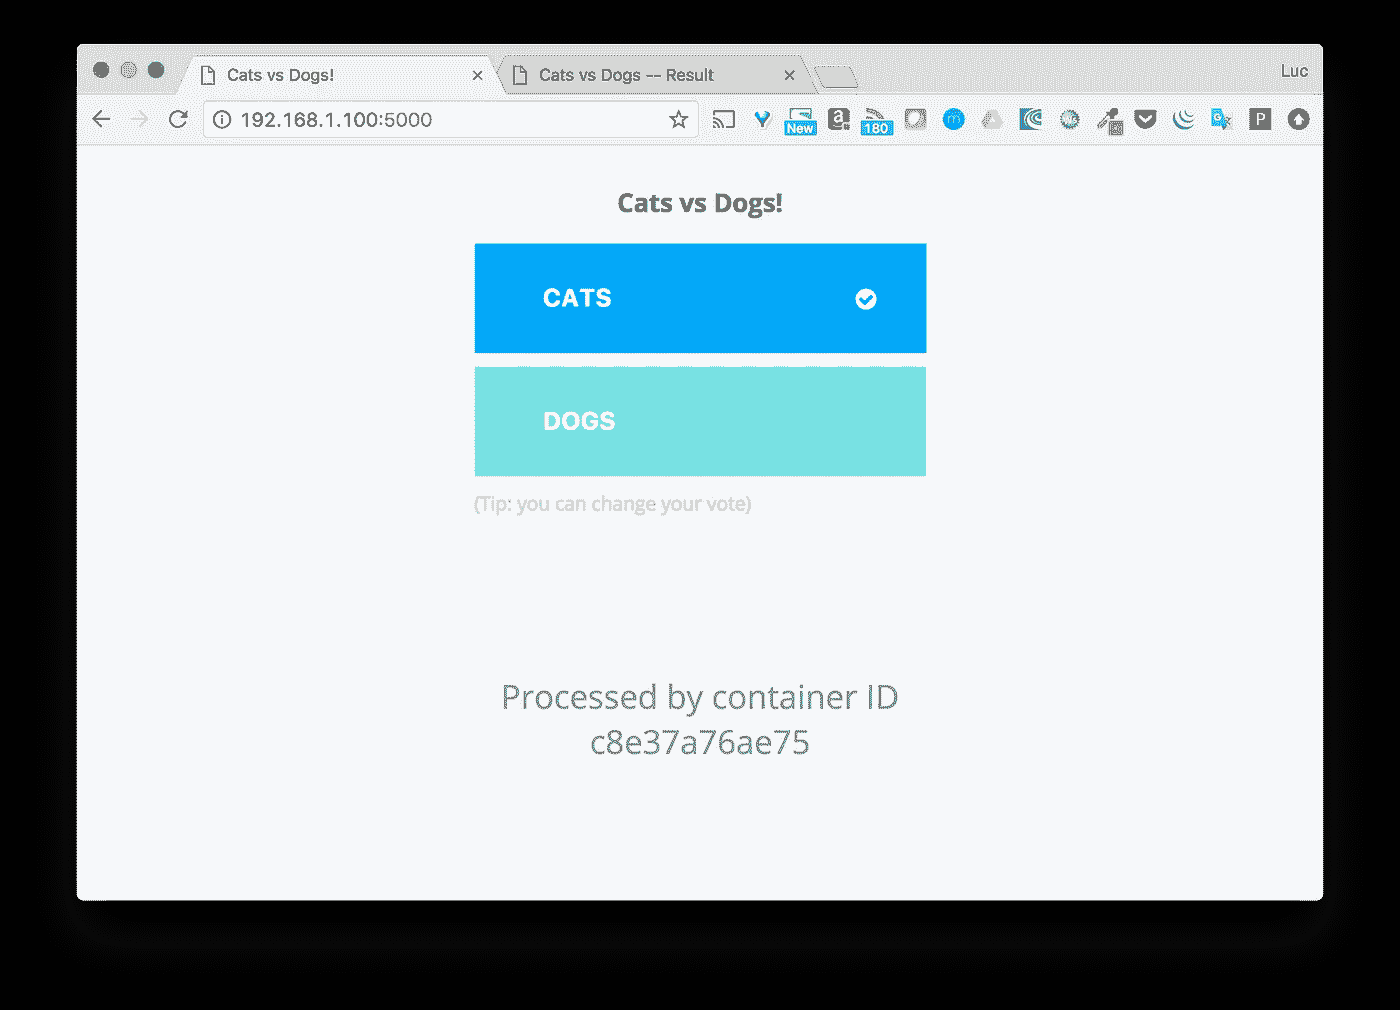 Cats vs Dogs!
Cats vs Dogs -- Result
Luc
192.168.1.100:5000
New
a
180
m
G
P
Cats vs Dogs!
CATS
DOGS
(Tip: you can change your vote)
Processed by container ID
c8e37a76ae75